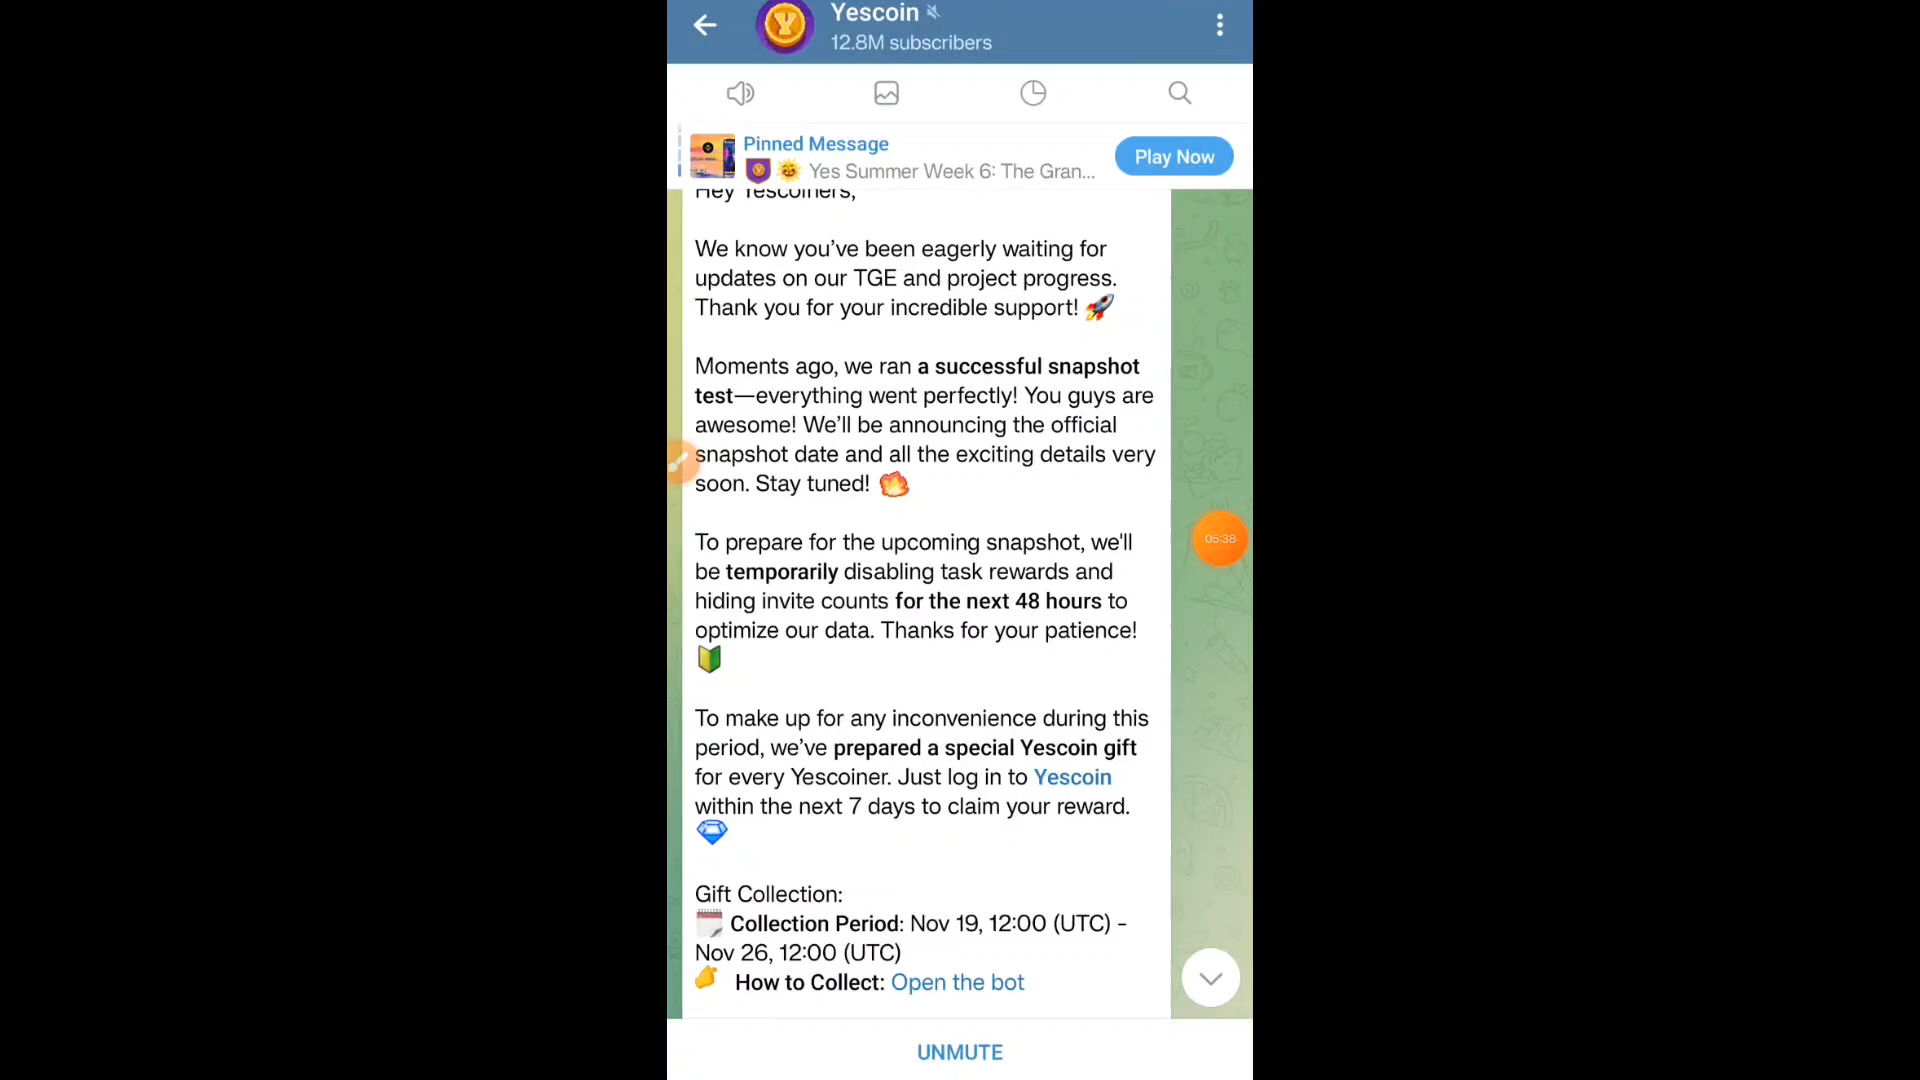 Yescoin
12.8M subscribers
Pinned Message
Yes Summer Week 6: The Gran...
Play Now
Hey Yescoiners,
We know you’ve been eagerly waiting for
updates on our TGE and project progress.
Thank you for your incredible support! 🚀
Moments ago, we ran a successful snapshot
test—everything went perfectly! You guys are
awesome! We’ll be announcing the official
snapshot date and all the exciting details very
soon. Stay tuned! 🔥
To prepare for the upcoming snapshot, we'll
be temporarily disabling task rewards and
hiding invite counts for the next 48 hours to
optimize our data. Thanks for your patience!
🔰
05:38
To make up for any inconvenience during this
period, we’ve prepared a special Yescoin gift
for every Yescoiner. Just log in to Yescoin
within the next 7 days to claim your reward.
💎
Gift Collection:
🗓 Collection Period: Nov 19, 12:00 (UTC) -
Nov 26, 12:00 (UTC)
👉 How to Collect: Open the bot
UNMUTE